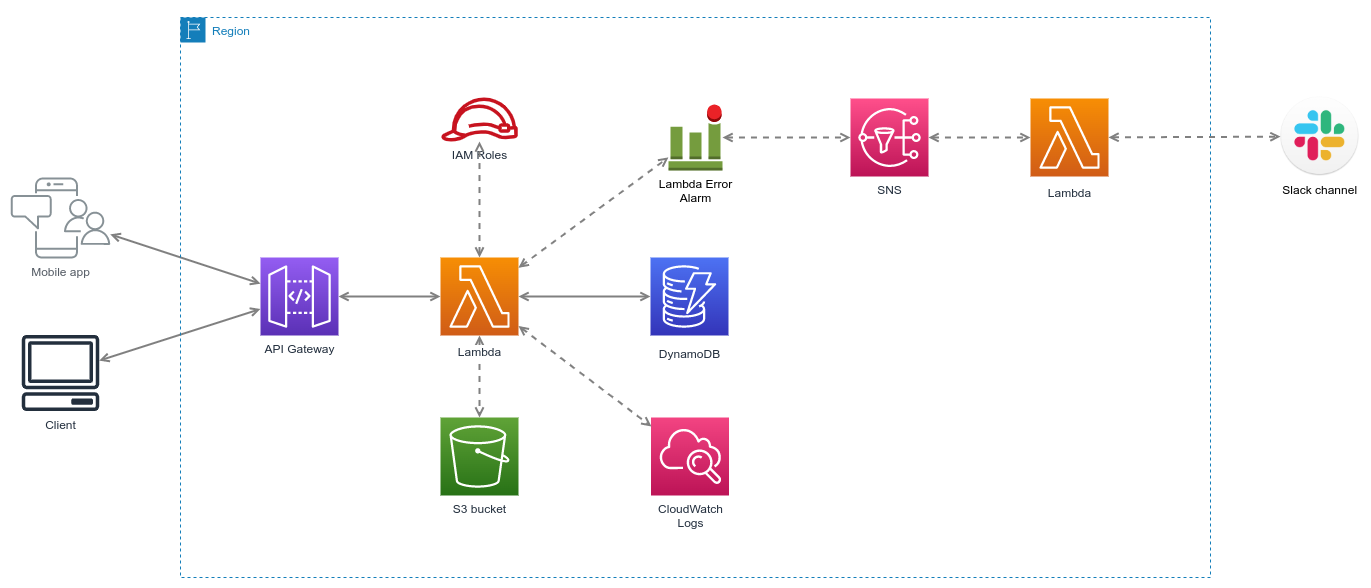 Region
IAM Roles
Lambda Error
Alarm
SNS
Lambda
Slack channel
Mobile app
API Gateway
Lambda
DynamoDB
Client
S3 bucket
CloudWatch
Logs